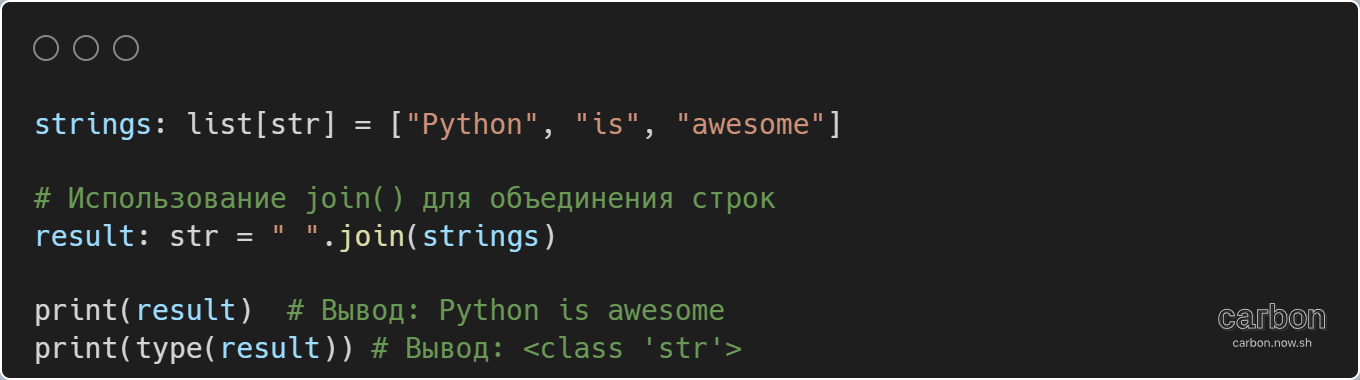 strings: list[str] = ["Python", "is", "awesome"]
# Использование join() для объединения строк
result: str = " ".join(strings)
print(result)  # Вывод: Python is awesome
print(type(result)) # Вывод: <class 'str'>
carbon
carbon.now.sh